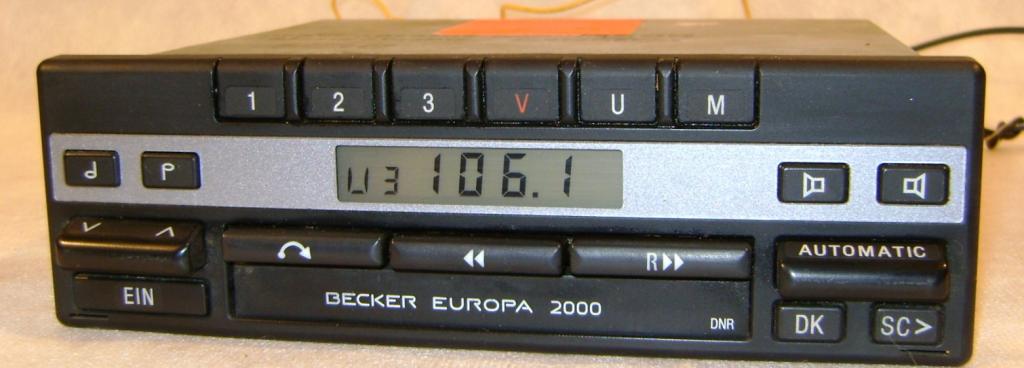 1 2 3 V U M
P U3 106.1
R
AUTOMATIC
EIN BECKER EUROPA 2000 DNR DK SC>